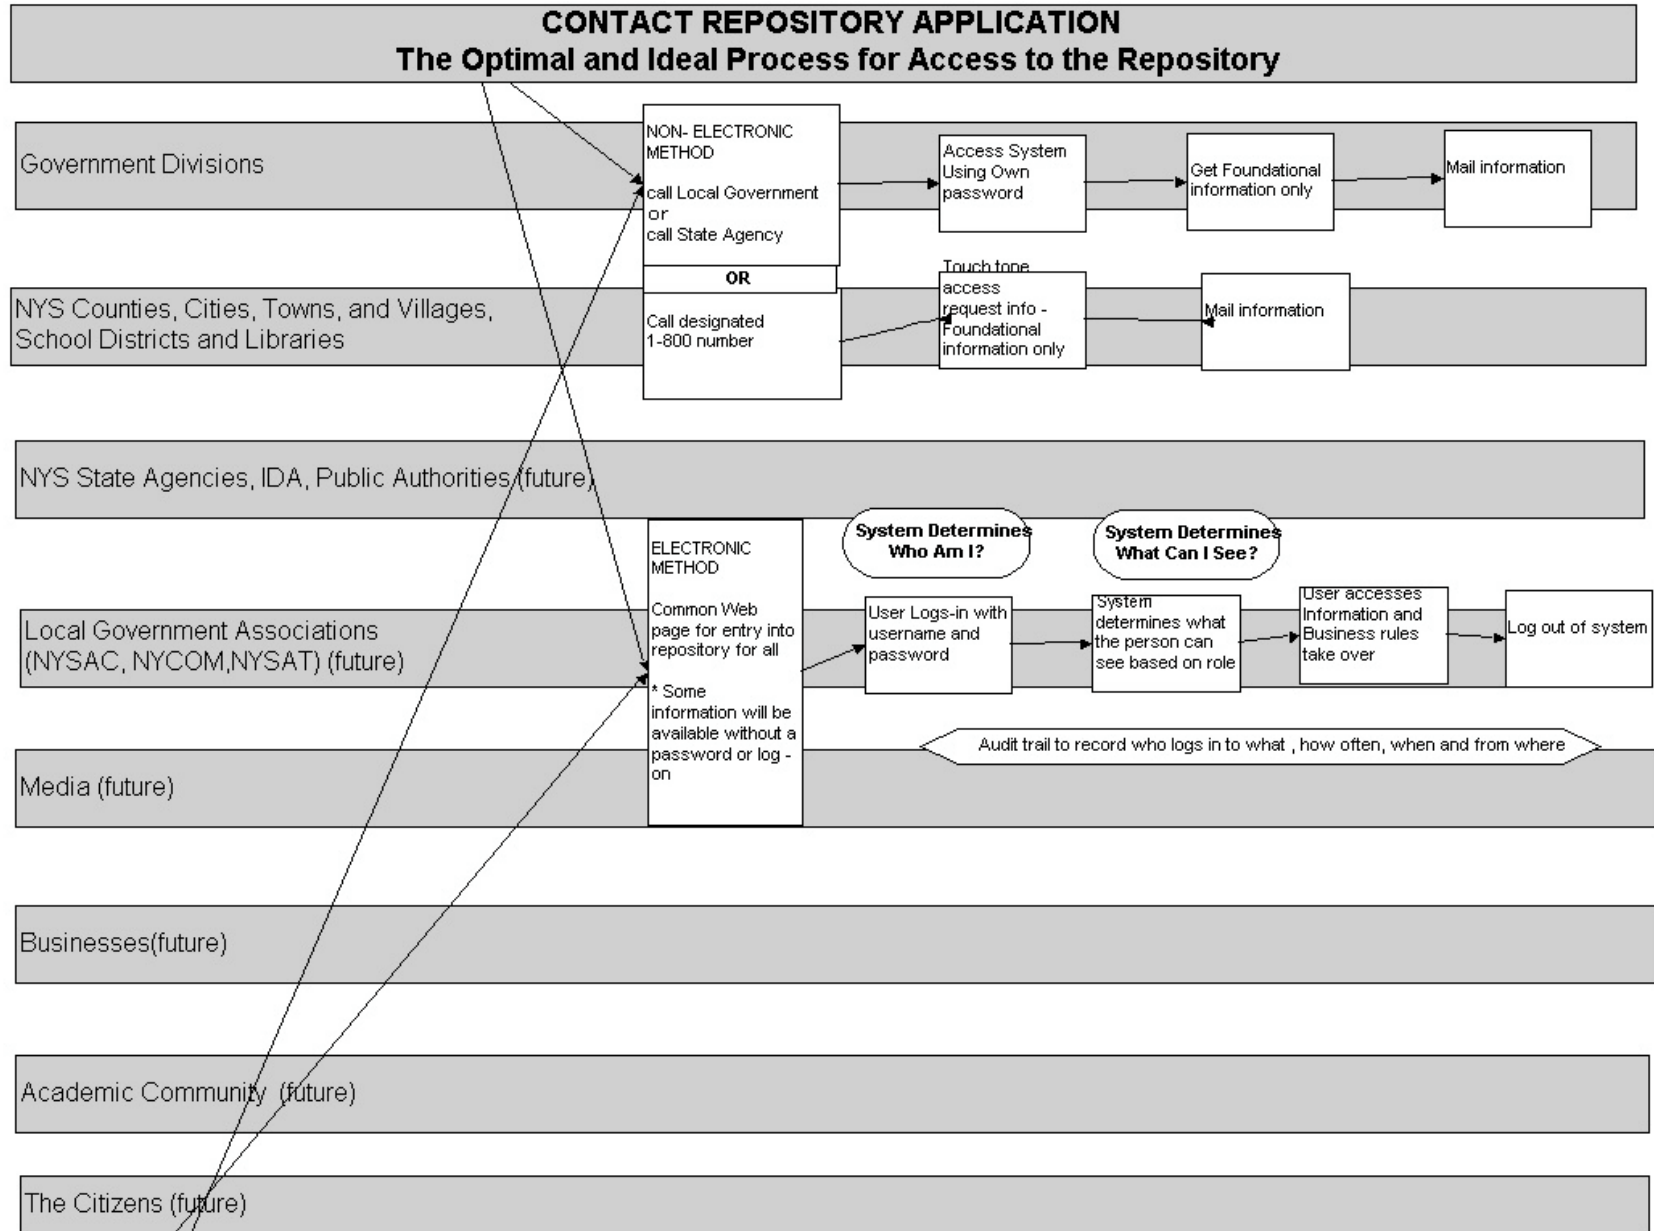 CONTACT REPOSITORY APPLICATION
The Optimal and Ideal Process for Access to the Repository
Government Divisions
NON- ELECTRONIC
METHOD
call Local Government
or
call State Agency
Access System
Using Own
password
Get Foundational
information only
Mail information
OR
NYS Counties, Cities, Towns, and Villages,
School Districts and Libraries
Call designated
1-800 number
Touch tone
access
request info -
Foundational
information only
Mail information
NYS State Agencies, IDA, Public Authorities (future)
ELECTRONIC
METHOD
Common Web
page for entry into
repository for all
* Some
information will be
available without a
password or log -
on
System Determines
Who Am I?
System Determines
What Can I See?
Local Government Associations
(NYSAC, NYCOM,NYSAT) (future)
User Logs-in with
username and
password
System
determines what
the person can
see based on role
User accesses
Information and
Business rules
take over
Log out of system
Audit trail to record who logs in to what , how often, when and from where
Media (future)
Businesses(future)
Academic Community (future)
The Citizens (future)